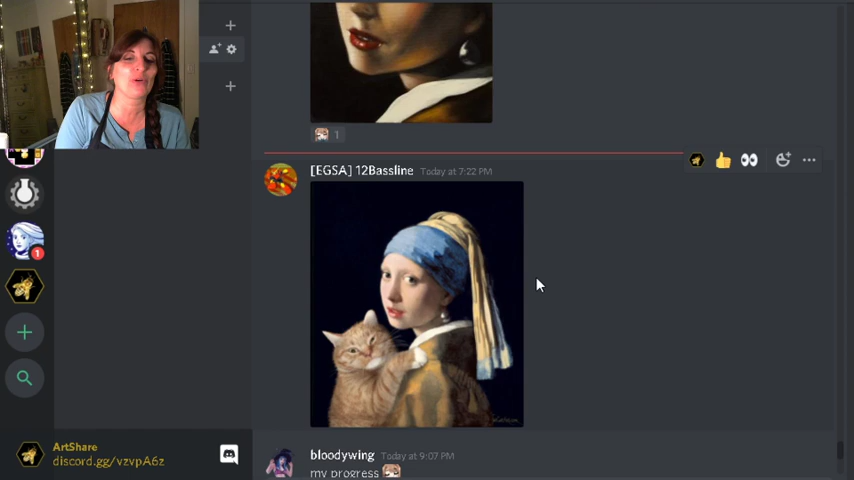 1
[EGSA] 12Bassline Today at 7:22 PM
1
ArtShare
discord.gg/vzvpA6z
bloodywing Today at 9:07 PM
my progress